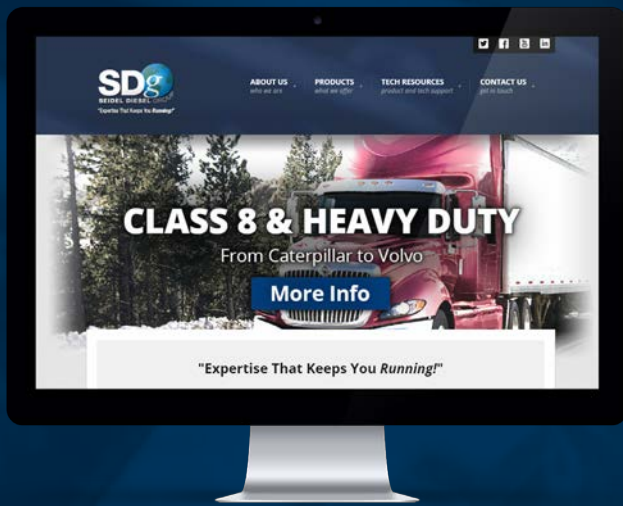 SDg
SEIDEL DIESEL GROUP
"Expertise That Keeps You Running!"
ABOUT US
who we are
PRODUCTS
what we offer
TECH RESOURCES
product and tech support
CONTACT US
get in touch
CLASS 8 & HEAVY DUTY
From Caterpillar to Volvo
More Info
"Expertise That Keeps You Running!"